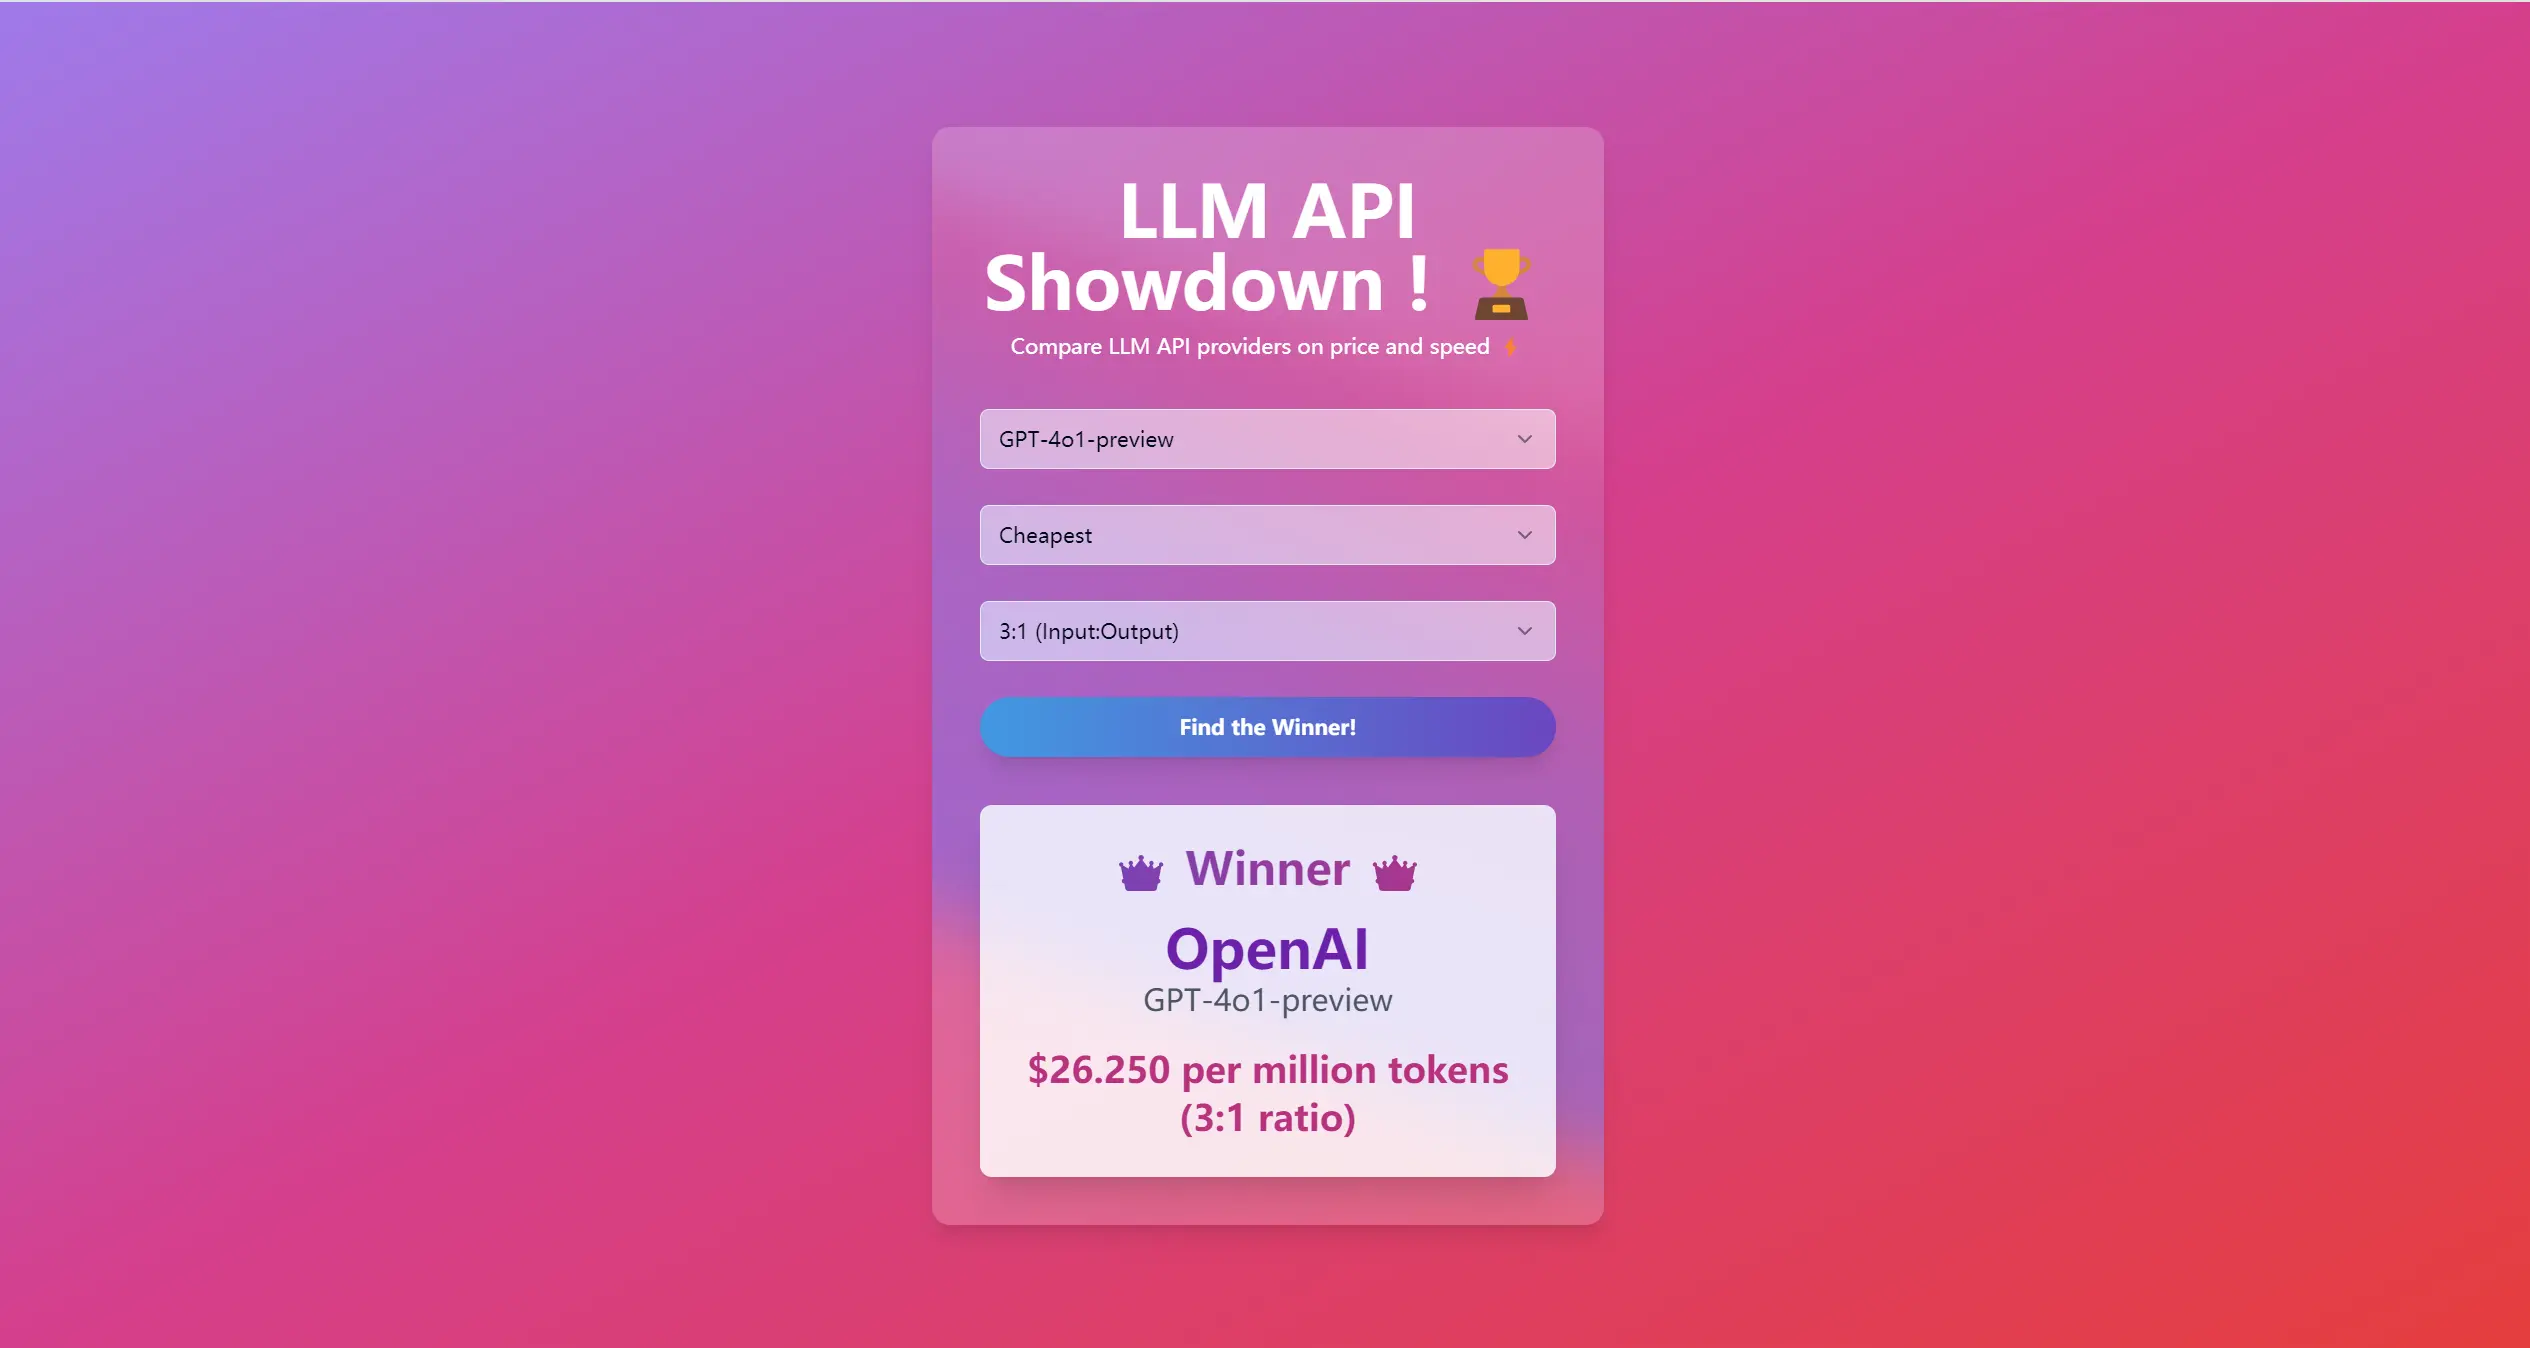 LLM API
Showdown ! 🏆
Compare LLM API providers on price and speed
GPT-4o1-preview
Cheapest
3:1 (Input:Output)
Find the Winner!
Winner
OpenAI
GPT-4o1-preview
$26.250 per million tokens
(3:1 ratio)